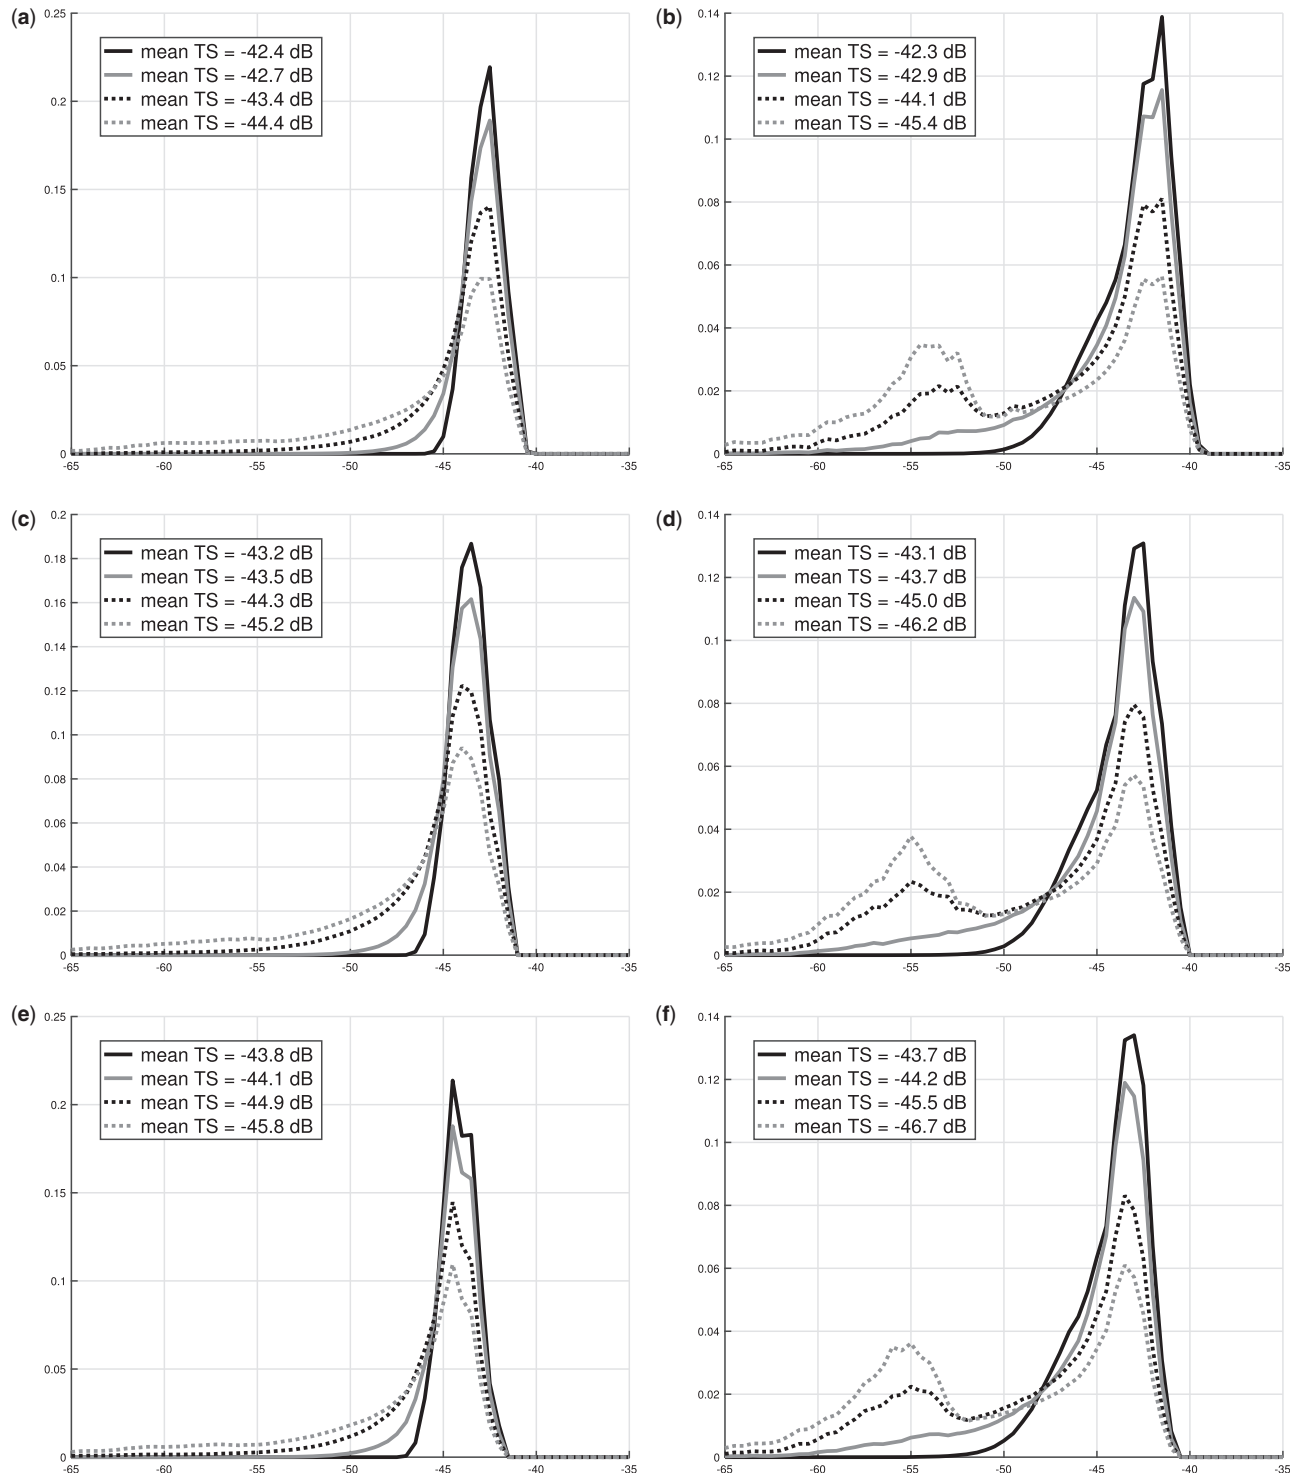 (a)
0.25
0.2
0.15
0.1
0.05
0
mean TS = -42.4 dB
mean TS = -42.7 dB
mean TS = -43.4 dB
mean TS = -44.4 dB
-65 -60 -55 -50 -45 -40 -35
(b)
0.14
0.12
0.1
0.08
0.06
0.04
0.02
0
mean TS = -42.3 dB
mean TS = -42.9 dB
mean TS = -44.1 dB
mean TS = -45.4 dB
-65 -60 -55 -50 -45 -40 -35
(c)
0.2
0.18
0.16
0.14
0.12
0.1
0.08
0.06
0.04
0.02
0
mean TS = -43.2 dB
mean TS = -43.5 dB
mean TS = -44.3 dB
mean TS = -45.2 dB
-65 -60 -55 -50 -45 -40 -35
(d)
0.14
0.12
0.1
0.08
0.06
0.04
0.02
0
mean TS = -43.1 dB
mean TS = -43.7 dB
mean TS = -45.0 dB
mean TS = -46.2 dB
-65 -60 -55 -50 -45 -40 -35
(e)
0.25
0.2
0.15
0.1
0.05
0
mean TS = -43.8 dB
mean TS = -44.1 dB
mean TS = -44.9 dB
mean TS = -45.8 dB
-65 -60 -55 -50 -45 -40 -35
(f)
0.14
0.12
0.1
0.08
0.06
0.04
0.02
0
mean TS = -43.7 dB
mean TS = -44.2 dB
mean TS = -45.5 dB
mean TS = -46.7 dB
-65 -60 -55 -50 -45 -40 -35